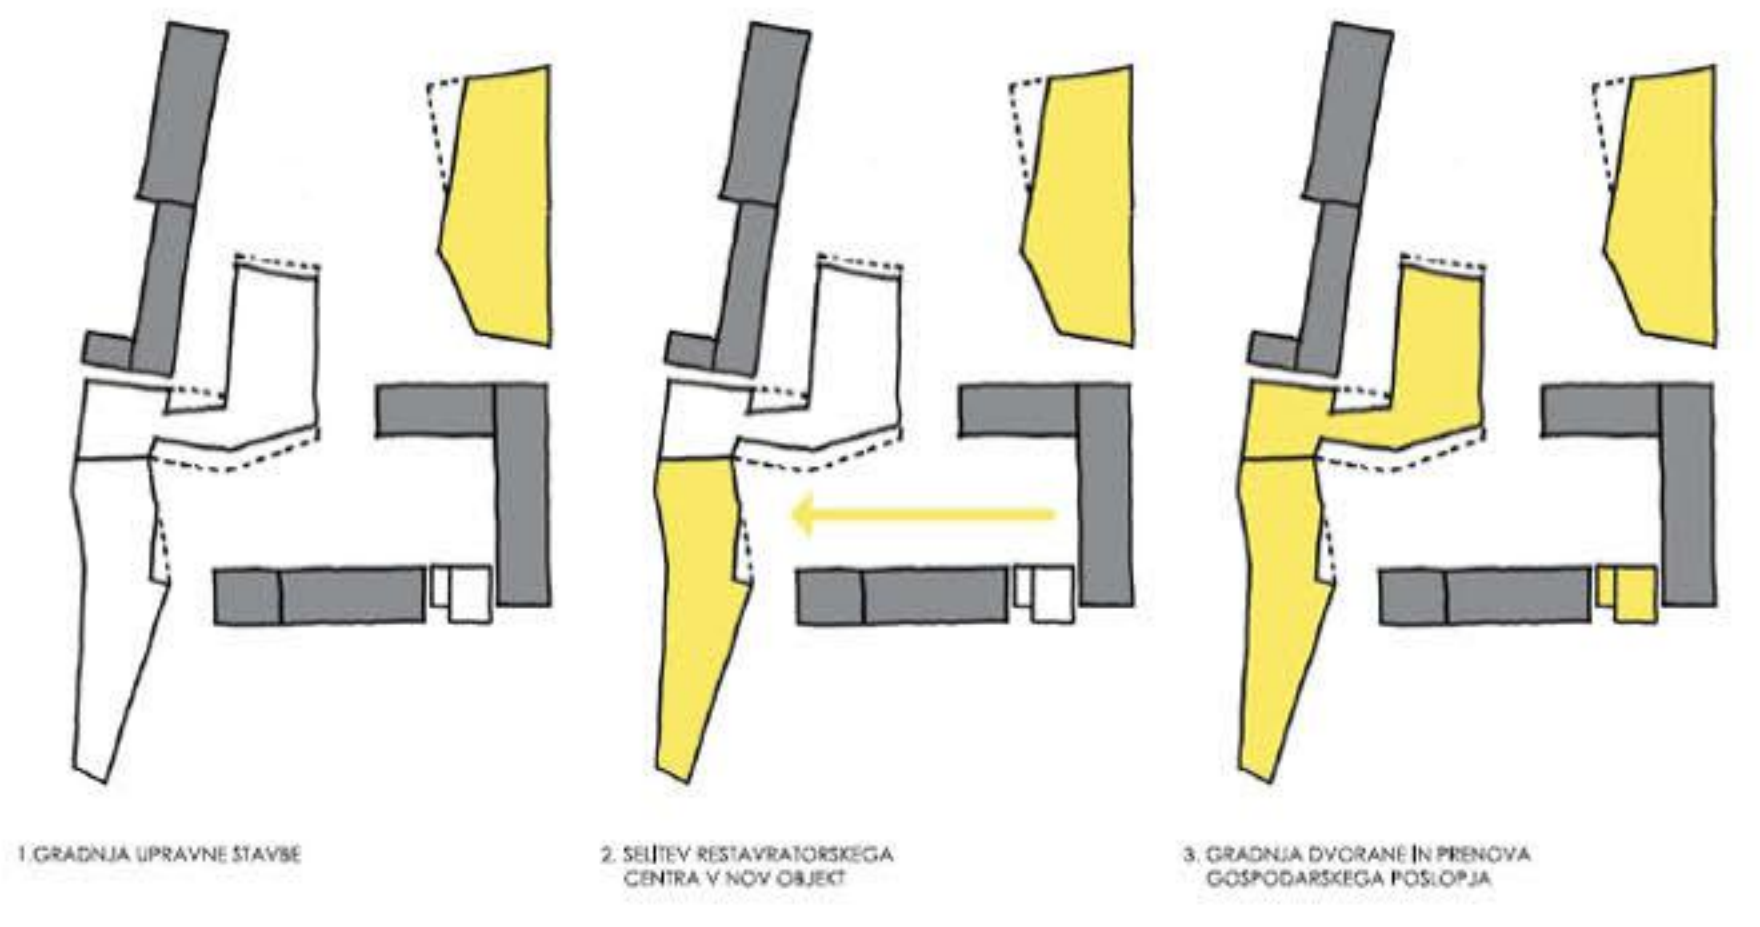 1.GRADNJA UPRAVNE STAVBE
2. SELITEV RESTAVRATORSKEGA
CENTRA V NOV OBJEKT
3. GRADNJA DVORANE IN PRENOVA
GOSPODARSKEGA POSLOPJA